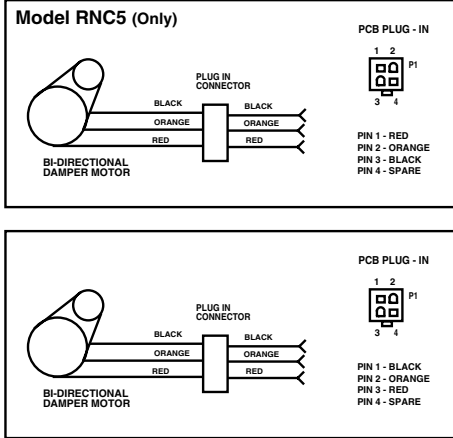 Model RNC5 (Only)
PCB PLUG - IN
1 2
P1
3 4
PLUG IN
CONNECTOR
BLACK BLACK
ORANGE ORANGE
RED RED
BI-DIRECTIONAL
DAMPER MOTOR
PIN 1 - RED
PIN 2 - ORANGE
PIN 3 - BLACK
PIN 4 - SPARE
PCB PLUG - IN
1 2
P1
3 4
PLUG IN
CONNECTOR
BLACK BLACK
ORANGE ORANGE
RED RED
BI-DIRECTIONAL
DAMPER MOTOR
PIN 1 - BLACK
PIN 2 - ORANGE
PIN 3 - RED
PIN 4 - SPARE